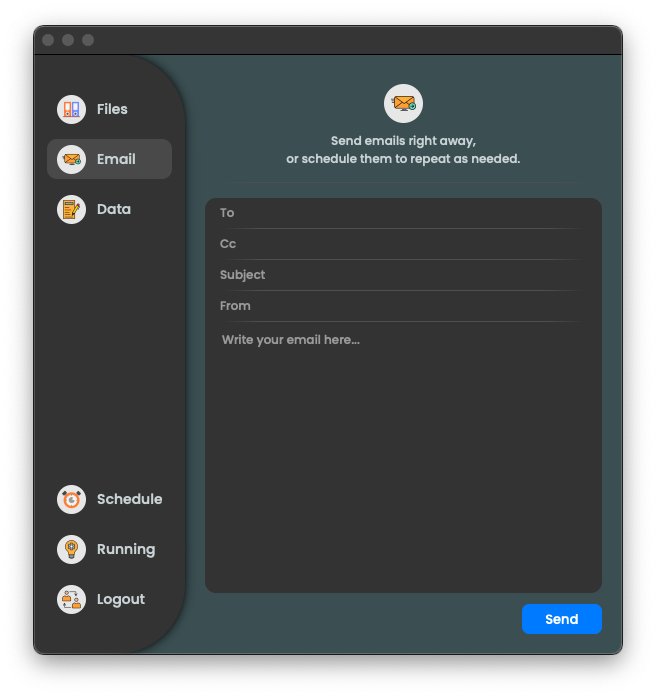 Files
Email
Data
Schedule
Running
Logout
Send emails right away,
or schedule them to repeat as needed.
To
Cc
Subject
From
Write your email here...
Send